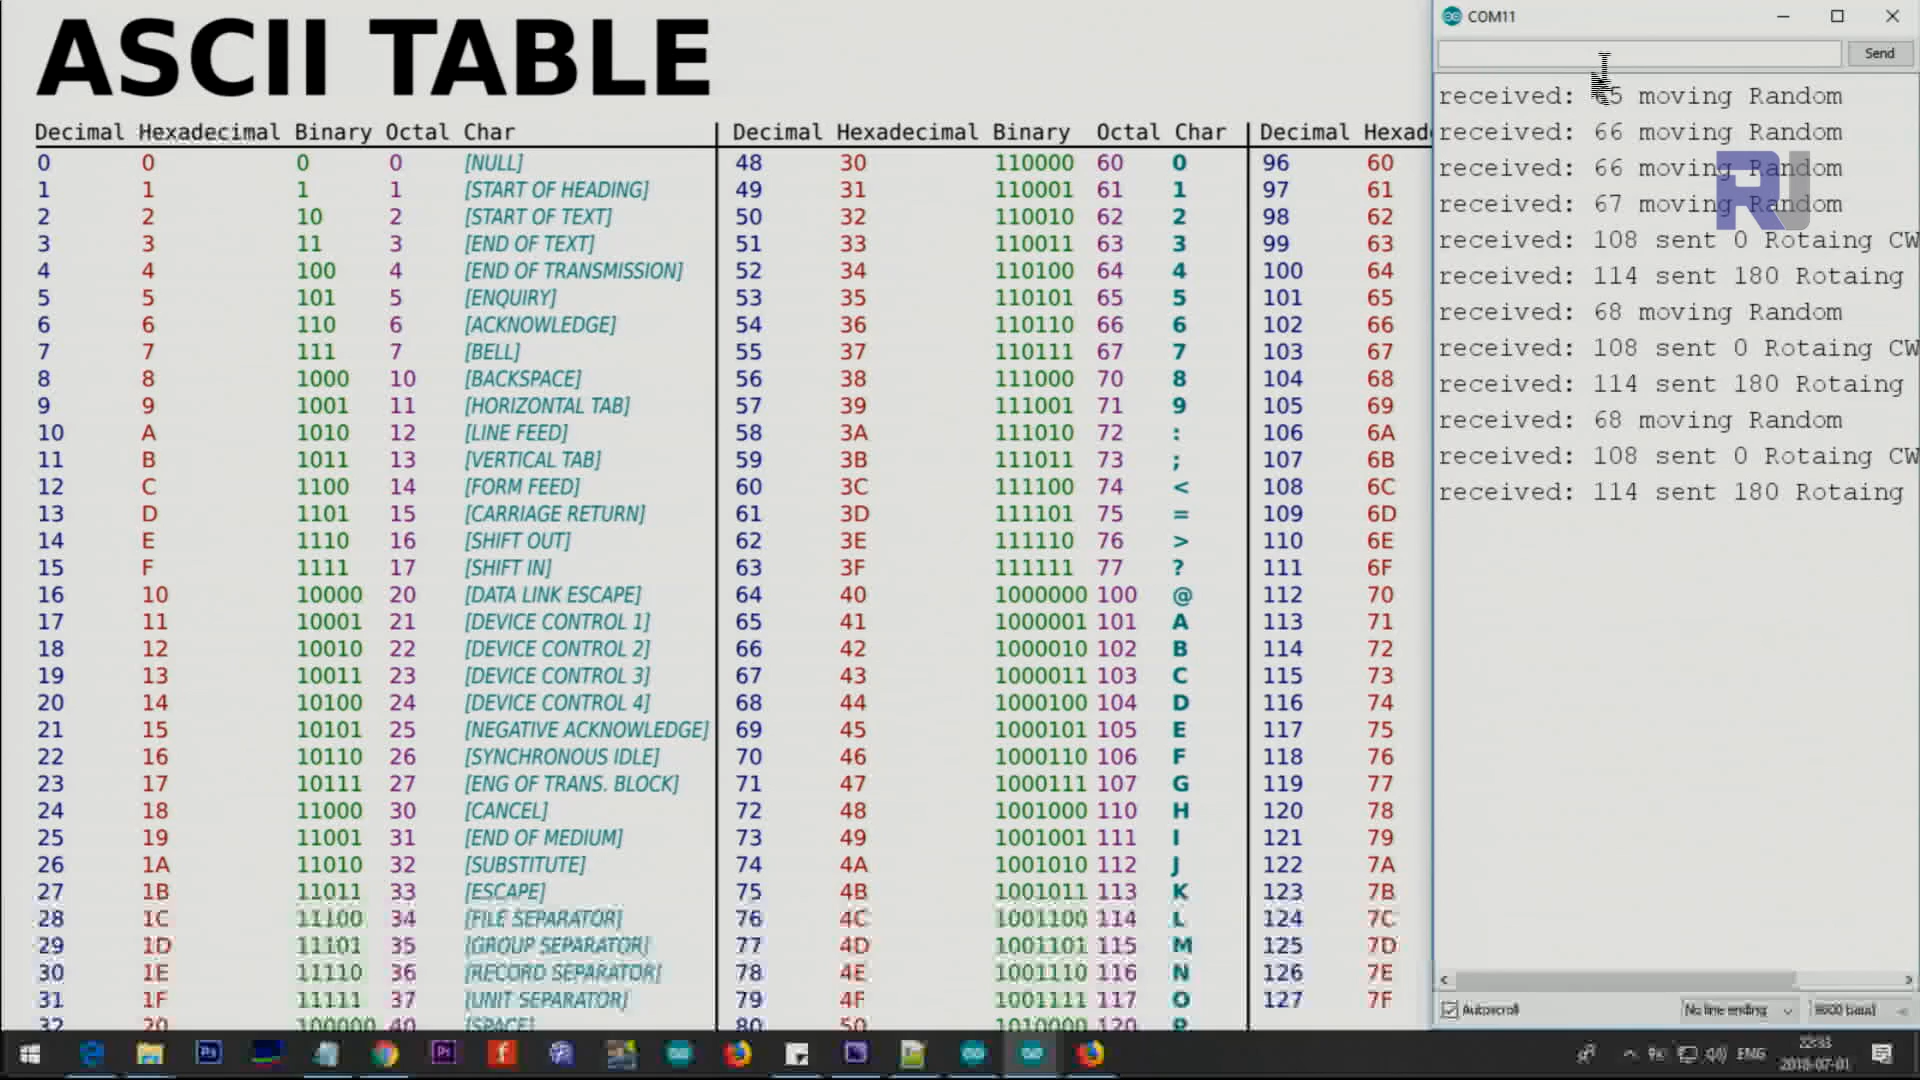 ASCII TABLE
Decimal Hexadecimal Binary Octal Char Decimal Hexadecimal Binary Octal Char Decimal
0 0 0 0 [NULL] 48 30 110000 60 0 96 60
1 1 1 1 [START OF HEADING] 49 31 110001 61 1 97 61
2 2 10 2 [START OF TEXT] 50 32 110010 62 2 98 62
3 3 11 3 [END OF TEXT] 51 33 110011 63 3 99 63
4 4 100 4 [END OF TRANSMISSION] 52 34 110100 64 4 100 64
5 5 101 5 [ENQUIRY] 53 35 110101 65 5 101 65
6 6 110 6 [ACKNOWLEDGE] 54 36 110110 66 6 102 66
7 7 111 7 [BELL] 55 37 110111 67 7 103 67
8 8 1000 10 [BACKSPACE] 56 38 111000 70 8 104 68
9 9 1001 11 [HORIZONTAL TAB] 57 39 111001 71 9 105 69
10 A 1010 12 [LINE FEED] 58 3A 111010 72 : 106 6A
11 B 1011 13 [VERTICAL TAB] 59 3B 111011 73 ; 107 6B
12 C 1100 14 [FORM FEED] 60 3C 111100 74 < 108 6C
13 D 1101 15 [CARRIAGE RETURN] 61 3D 111101 75 = 109 6D
14 E 1110 16 [SHIFT OUT] 62 3E 111110 76 > 110 6E
15 F 1111 17 [SHIFT IN] 63 3F 111111 77 ? 111 6F
16 10 10000 20 [DATA LINK ESCAPE] 64 40 1000000 100 @ 112 70
17 11 10001 21 [DEVICE CONTROL 1] 65 41 1000001 101 A 113 71
18 12 10010 22 [DEVICE CONTROL 2] 66 42 1000010 102 B 114 72
19 13 10011 23 [DEVICE CONTROL 3] 67 43 1000011 103 C 115 73
20 14 10100 24 [DEVICE CONTROL 4] 68 44 1000100 104 D 116 74
21 15 10101 25 [NEGATIVE ACKNOWLEDGE] 69 45 1000101 105 E 117 75
22 16 10110 26 [SYNCHRONOUS IDLE] 70 46 1000110 106 F 118 76
23 17 10111 27 [ENG OF TRANS. BLOCK] 71 47 1000111 107 G 119 77
24 18 11000 30 [CANCEL] 72 48 1001000 110 H 120 78
25 19 11001 31 [END OF MEDIUM] 73 49 1001001 111 I 121 79
26 1A 11010 32 [SUBSTITUTE] 74 4A 1001010 112 J 122 7A
27 1B 11011 33 [ESCAPE] 75 4B 1001011 113 K 123 7B
28 1C 11100 34 [FILE SEPARATOR] 76 4C 1001100 114 L 124 7C
29 1D 11101 35 [GROUP SEPARATOR] 77 4D 1001101 115 M 125 7D
30 1E 11110 36 [RECORD SEPARATOR] 78 4E 1001110 116 N 126 7E
31 1F 11111 37 [UNIT SEPARATOR] 79 4F 1001111 117 O 127 7F
32 20 100000 40 [SPACE] 80 50 1010000 120 P
COM11
Send
received: moving Random
received: 66 moving Random
received: 66 moving Random
received: 67 moving Random
received: 108 sent 0 Rotaing CW
received: 114 sent 180 Rotaing
received: 68 moving Random
received: 108 sent 0 Rotaing CW
received: 114 sent 180 Rotaing
received: 68 moving Random
received: 108 sent 0 Rotaing CW
received: 114 sent 180 Rotaing
RJ
Autoscroll No line ending 9600 baud
Ps Pr f ENG 22:33
2018-07-01